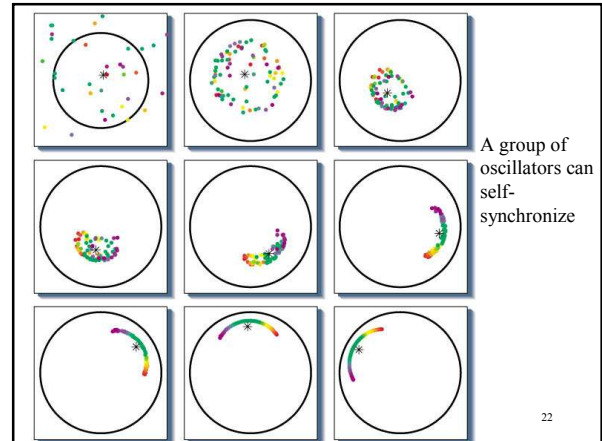 A group of
oscillators can
self-
synchronize
22